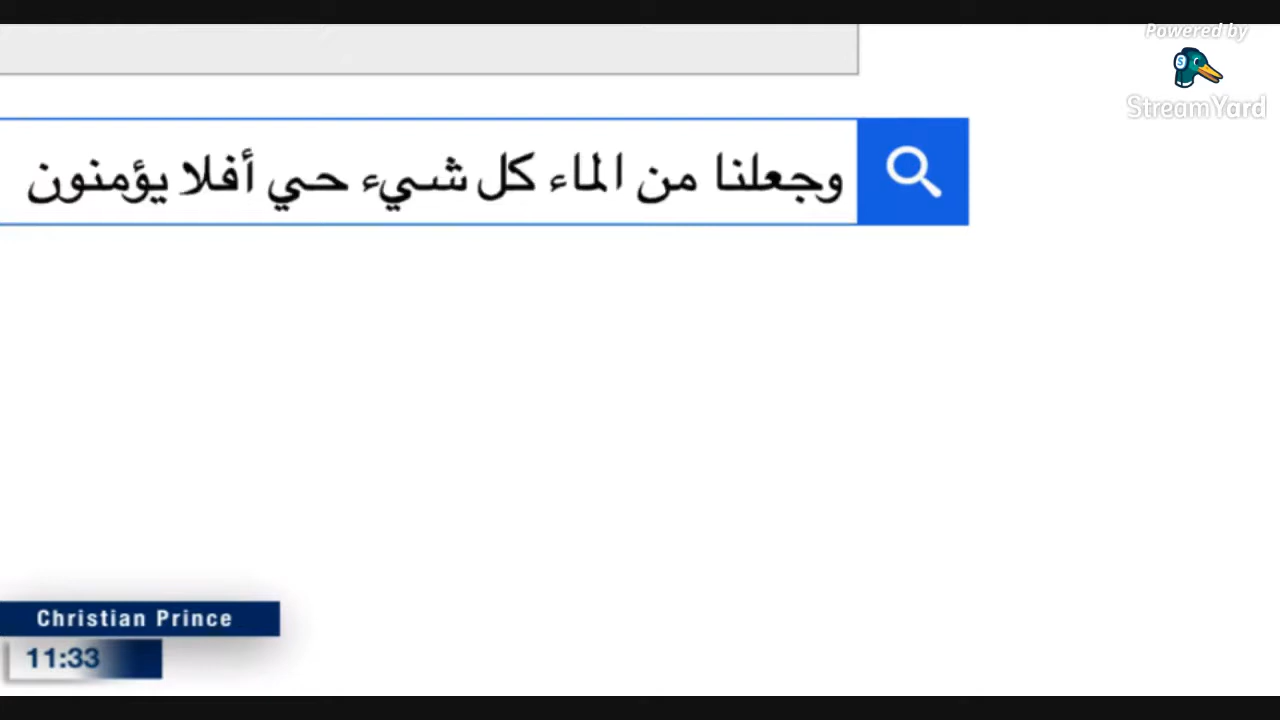 Powered by
StreamYard
وجعلنا من الماء كل شيء حي أفلا يؤمنون
Christian Prince
11:33